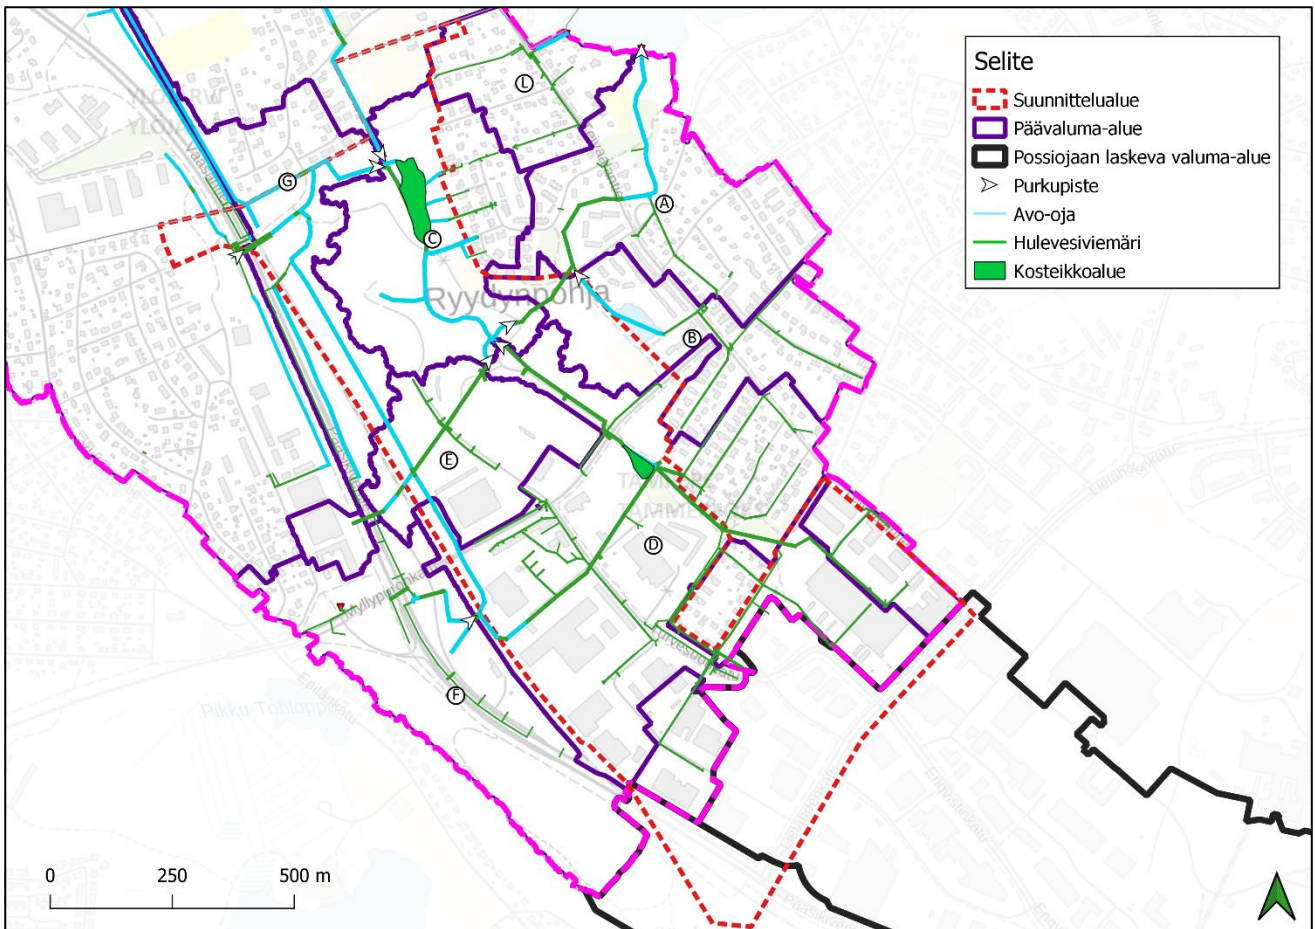 Selite
Suunnittelualue
Päävaluma-alue
Possiojaan laskeva valuma-alue
Purkupiste
Avo-oja
Hulevesiviemäri
Kosteikkoalue
L
G
A
C
Ryydynpohja
B
E
D
F
Pikku-Tohloppi
Epilänkatu
0 250 500 m